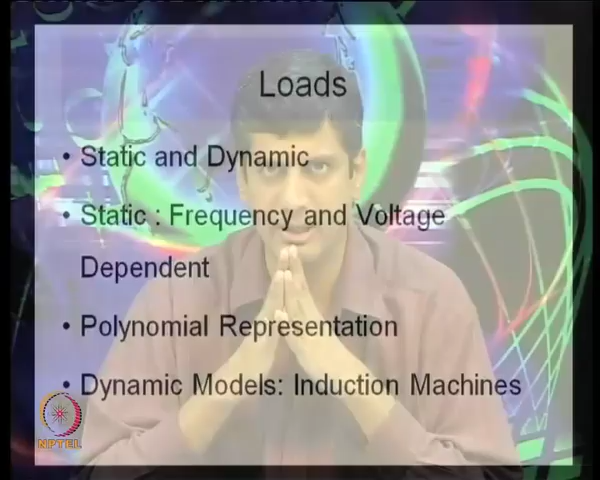 Loads
• Static and Dynamic
• Static : Frequency and Voltage
Dependent
• Polynomial Representation
• Dynamic Models: Induction Machines
NPTEL